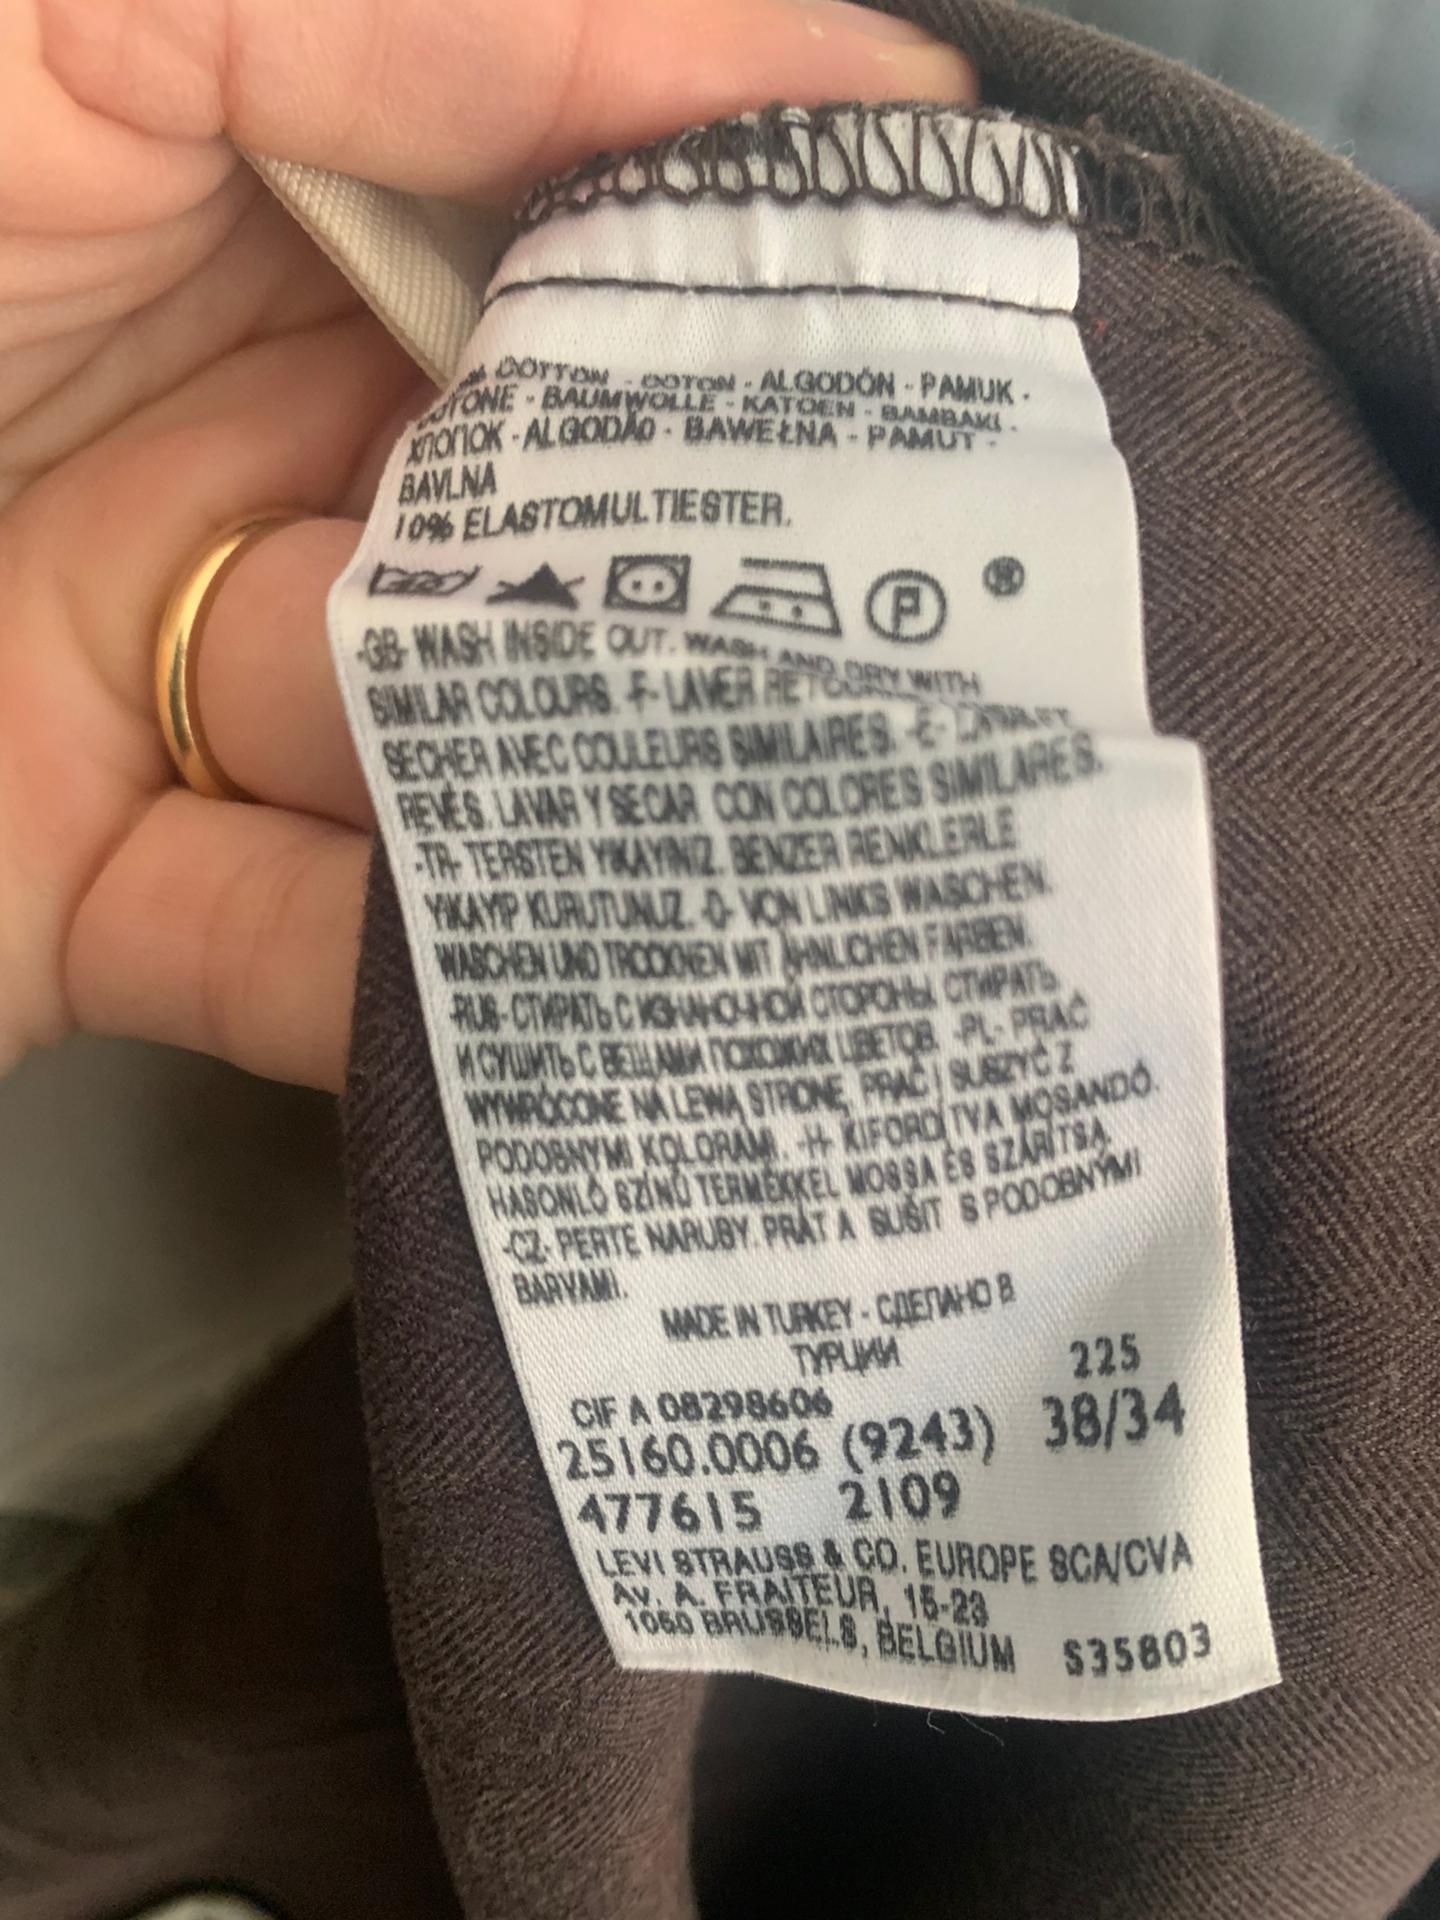 % COTTON - COTON - ALGODÓN - PAMUK -
COTONE - BAUMWOLLE - KATOEN - BAMBAKI -
ХЛОПОК - ALGODÃO - BAWEŁNA - PAMUT -
BAVLNA
10% ELASTOMULTIESTER.
P ®
-GB- WASH INSIDE OUT. WASH AND DRY WITH
SIMILAR COLOURS. -F- LAVER RETOURNÉ
SECHER AVEC COULEURS SIMILAIRES. -E-
REVÉS. LAVAR Y SECAR CON COLORES SIMILARES.
-TR- TERSTEN YIKAYINIZ. BENZER RENKLERLE
YIKAYIP KURUTUNUZ. -D- VON LINKS WASCHEN.
WASCHEN UND TROCKNEN MIT ÄHNLICHEN FARBEN.
-RUS- СТИРАТЬ С ИЗНАНОЧНОЙ СТОРОНЫ. СТИРАТЬ
И СУШИТЬ С ВЕЩАМИ ПОХОЖИХ ЦВЕТОВ. -PL- PRAĆ
WYWRÓCONE NA LEWĄ STRONĘ, PRAĆ I SUSZYĆ Z
PODOBNYMI KOLORAMI. -H- KIFORDÍTVA MOSANDÓ.
HASONLÓ SZÍNŰ TERMÉKKEL MOSSA ÉS SZÁRÍTSA
-CZ- PERTE NARUBY. PRÁT A SUŠIT S PODOBNÝMI
BARVAMI.
MADE IN TURKEY - СДЕЛАНО В
ТУРЦИИ
225
CIF A 08298606
25160.0006 (9243) 38/34
477615 2109
LEVI STRAUSS & CO. EUROPE SCA/CVA
AV. A. FRAITEUR, 15-23
1050 BRUSSELS, BELGIUM S35803